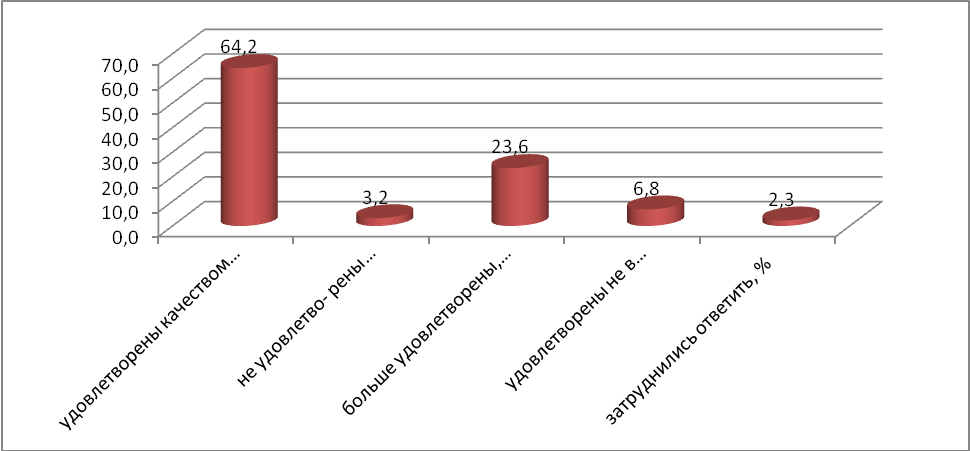 64,2
3,2
23,6
6,8
2,3
70,0
60,0
50,0
40,0
30,0
20,0
10,0
0,0
удовлетворены качеством...
не удовлетво- рены...
больше удовлетворены,...
удовлетворены не в...
затруднились ответить, %